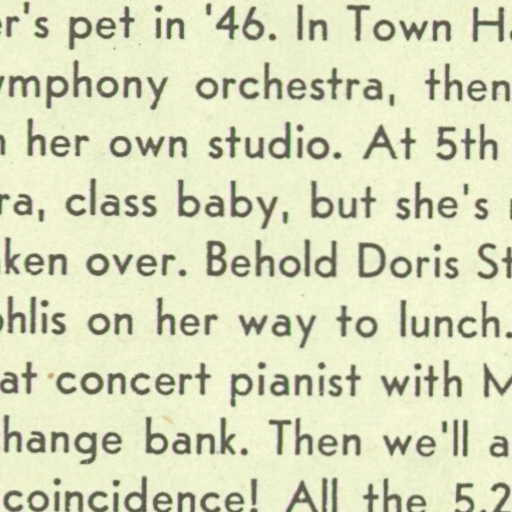 er's pet in '46. In Town Ha
ymphony orchestra, then
her own studio. At 5th
ra, class baby, but she's
ken over. Behold Doris St
ohlis on her way to lunch.
at concert pianist with M
hange bank. Then we'll a
coincidence! All the 5,2